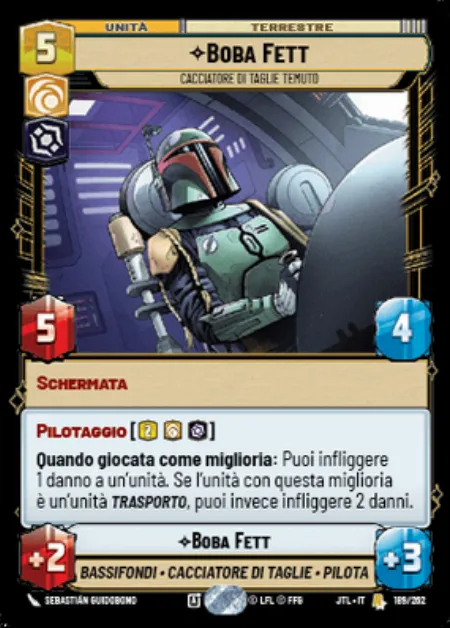 5
UNITÀ
TERRESTRE
BOBA FETT
CACCIATORE DI TAGLIE TEMUTO
5
4
SCHERMATA
PILOTAGGIO [2]
Quando giocata come miglioria: Puoi infliggere
1 danno a un'unità. Se l'unità con questa miglioria
è un'unità TRASPORTO, puoi invece infliggere 2 danni.
BOBA FETT
+2
+3
BASSIFONDI • CACCIATORE DI TAGLIE • PILOTA
SEBASTIÁN GUIDOBONO
A
© LFL © FFG
JTL • IT
189/262